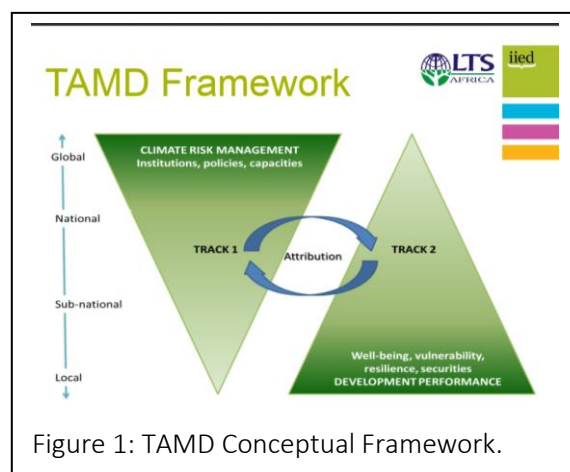 TAMD Framework
LTS
AFRICA
iied
Global
National
Sub-national
Local
CLIMATE RISK MANAGEMENT
Institutions, policies, capacities
TRACK 1
Attribution
TRACK 2
Well-being, vulnerability,
resilience, securities
DEVELOPMENT PERFORMANCE
Figure 1: TAMD Conceptual Framework.